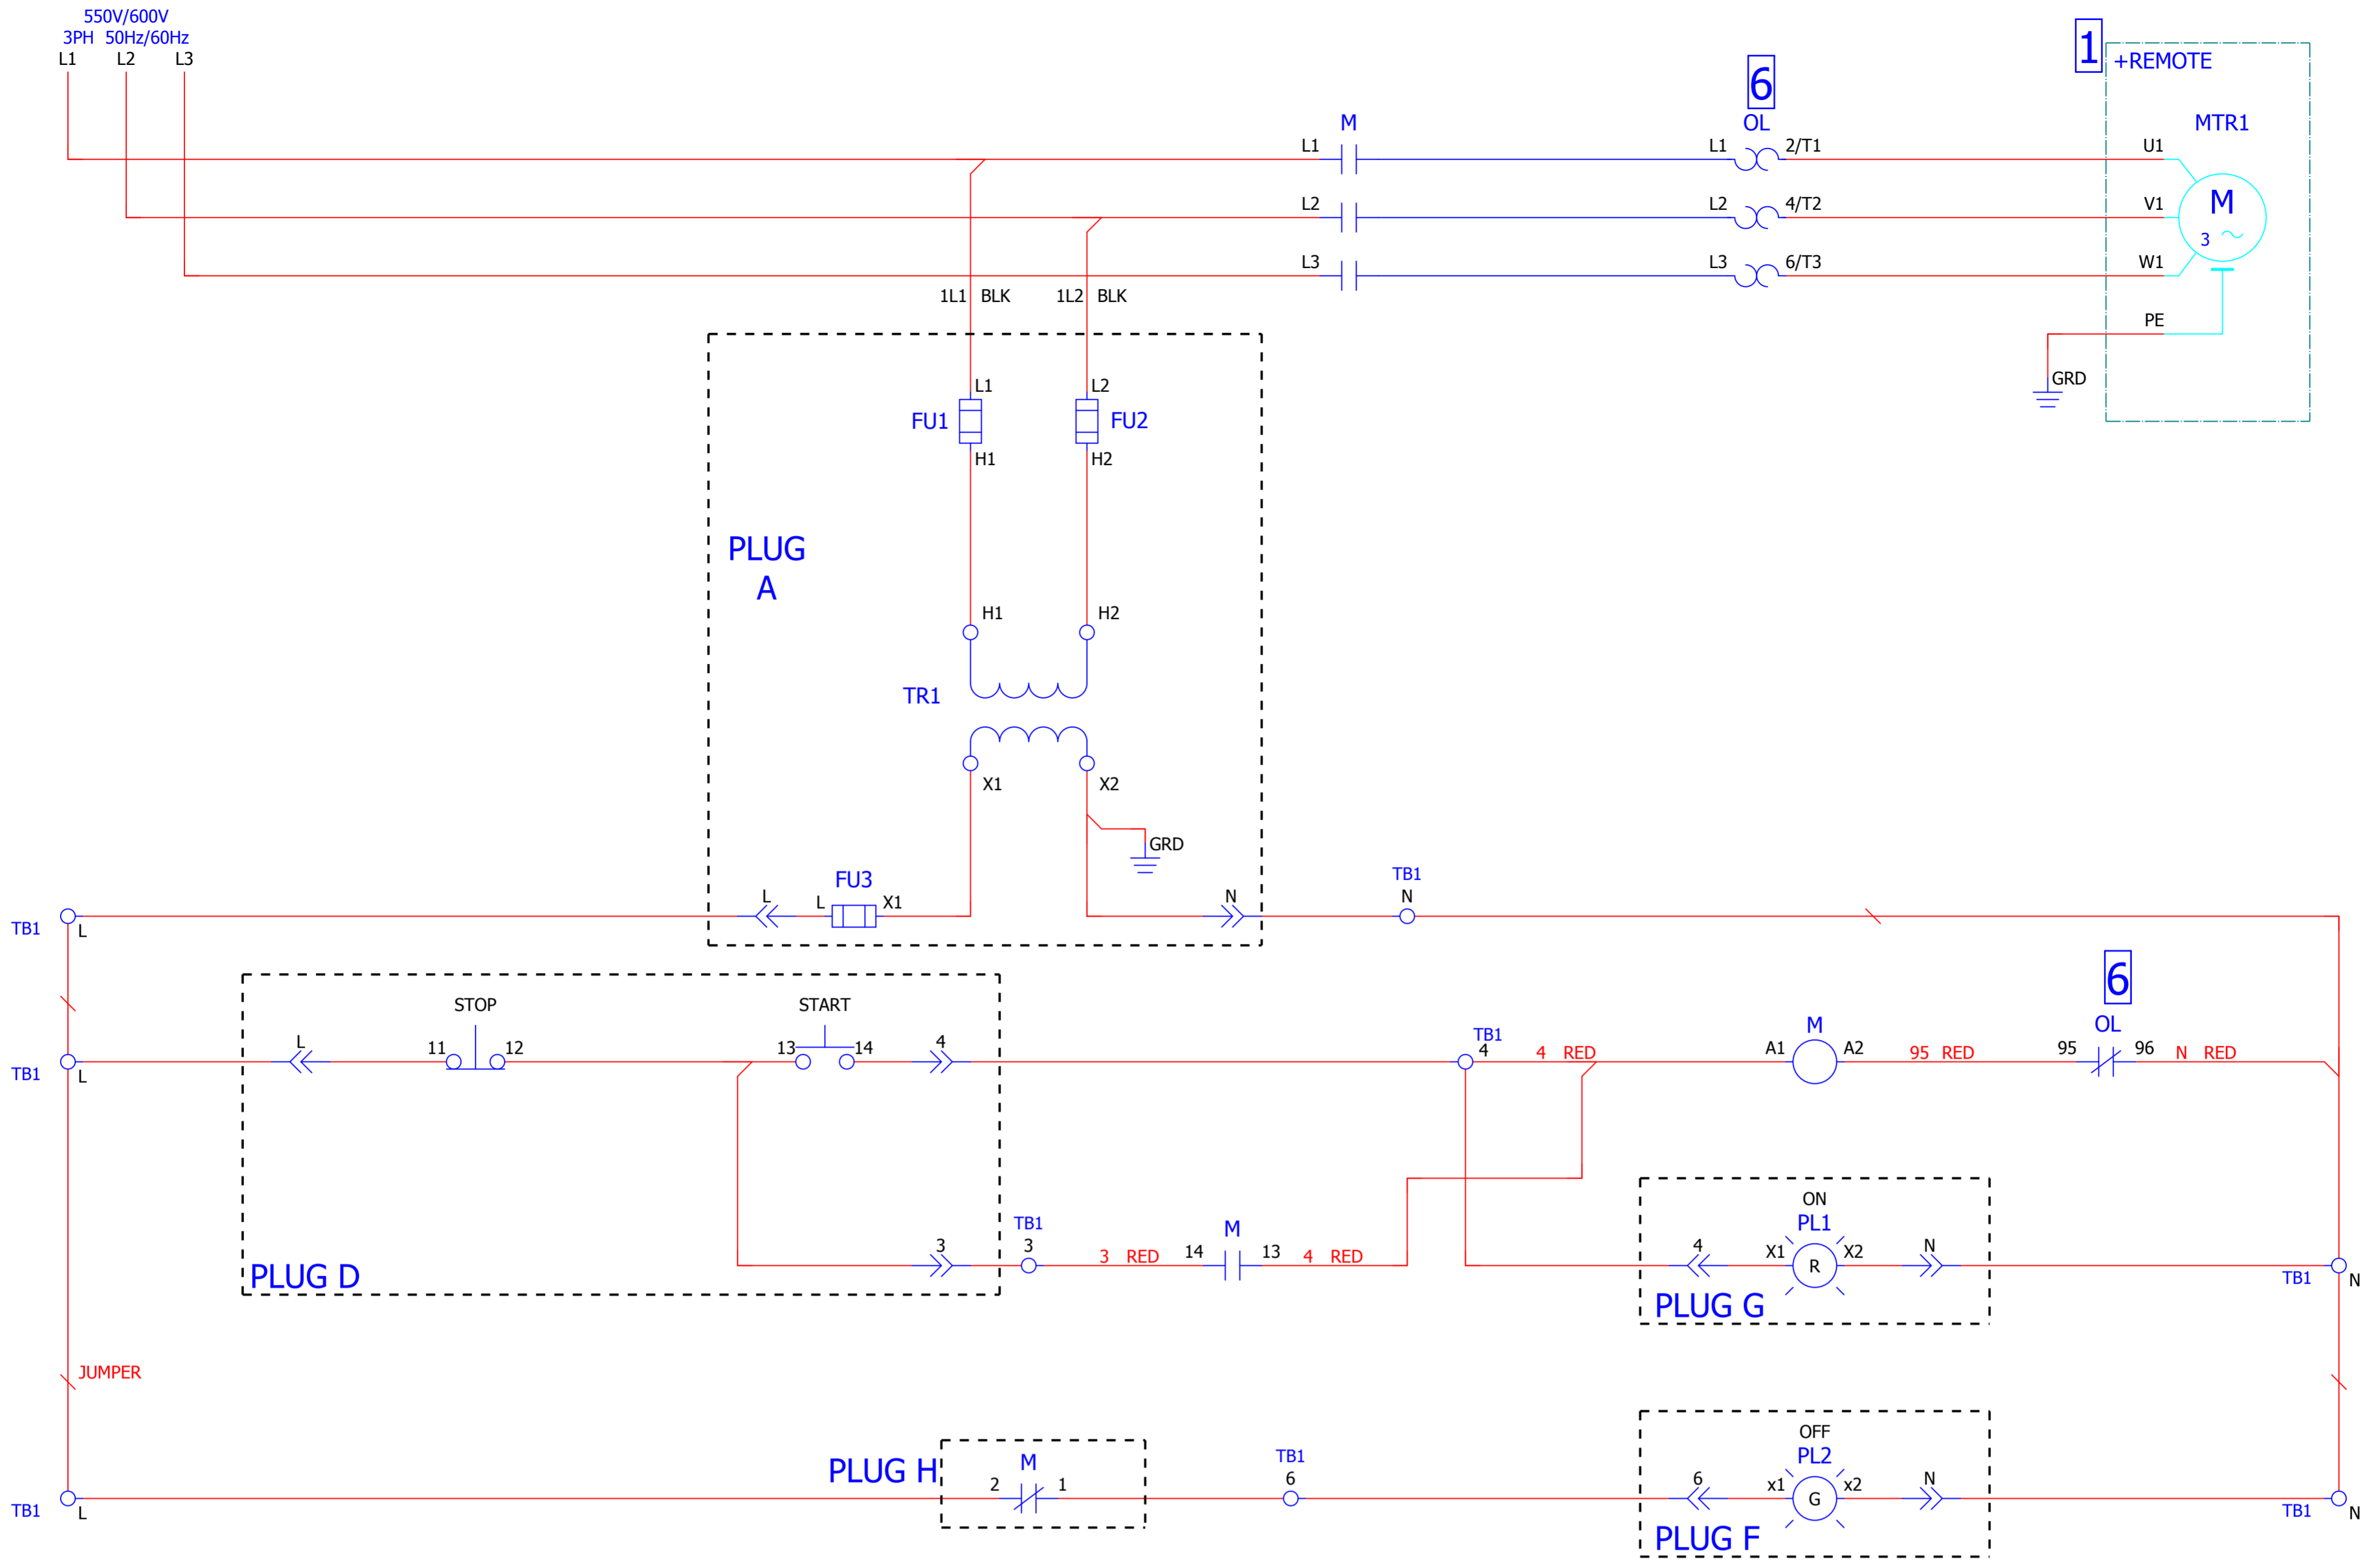 550V/600V
3PH 50Hz/60Hz
L1 L2 L3
1
+REMOTE
6
M
OL
MTR1
L1 L1 2/T1 U1
L2 L2 4/T2 V1
M
3
L3 L3 6/T3 W1
1L1 BLK 1L2 BLK
PE
GRD
L1 L2
FU1 FU2
H1 H2
PLUG
A
H1 H2
TR1
X1 X2
GRD
FU3
L L X1 N
TB1
N
TB1 L
6
STOP START
M
OL
TB1
L 11 12 13 14 4 4 4 RED A1 A2 95 RED 95 96 N RED
TB1 L
ON
PL1
TB1
M
3 3 3 RED 14 13 4 RED
4 X1 R X2 N
PLUG D
TB1 N
PLUG G
JUMPER
OFF
PL2
PLUG H
M
TB1
2 1 6
6 x1 G x2 N
TB1 L
TB1 N
PLUG F